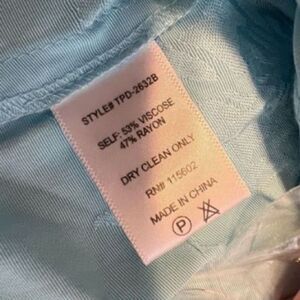 STYLE# TPD-2632B
SELF: 53% VISCOSE
47% RAYON
DRY CLEAN ONLY
RN# 115602
MADE IN CHINA
P